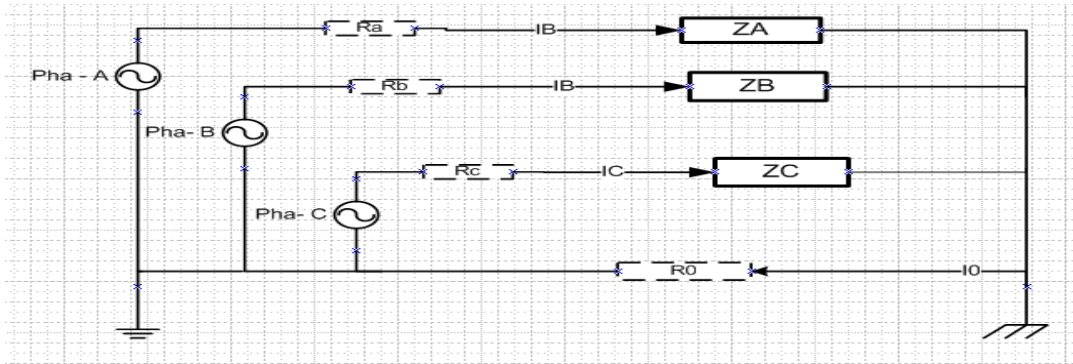 Ra
IB
ZA
Pha - A
Rb
IB
ZB
Pha- B
Rc
IC
ZC
Pha- C
R0
I0